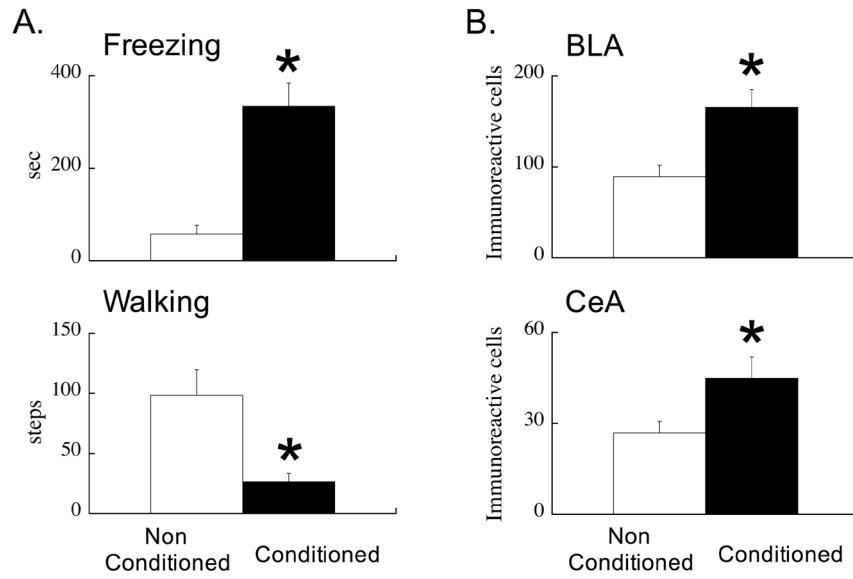 A.
Freezing
*
400
200
0
sec
Walking
150
100
50
0
steps
*
Non
Conditioned
Conditioned
B.
BLA
*
200
100
0
Immunoreactive cells
CeA
*
60
30
0
Immunoreactive cells
Non
Conditioned
Conditioned